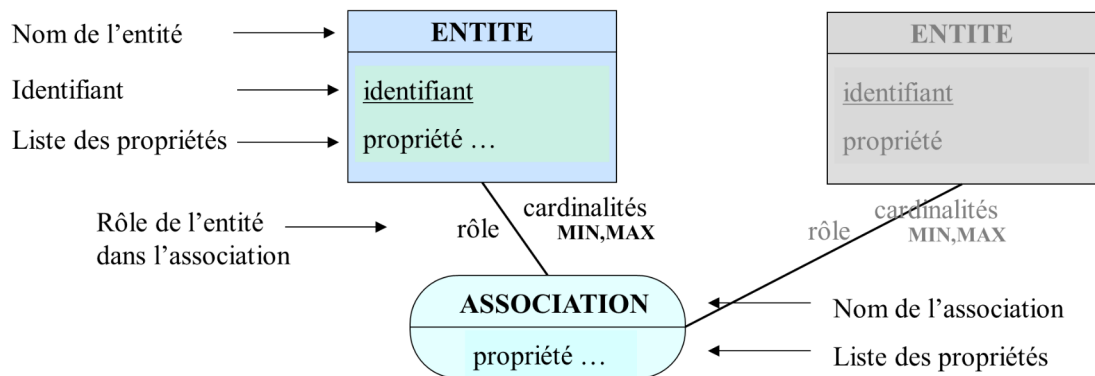 Nom de l’entité
ENTITE
ENTITE
Identifiant
identifiant
identifiant
Liste des propriétés
propriété …
propriété
Rôle de l’entité
dans l’association
rôle
cardinalités
MIN,MAX
rôle
cardinalités
MIN,MAX
ASSOCIATION
Nom de l’association
propriété …
Liste des propriétés